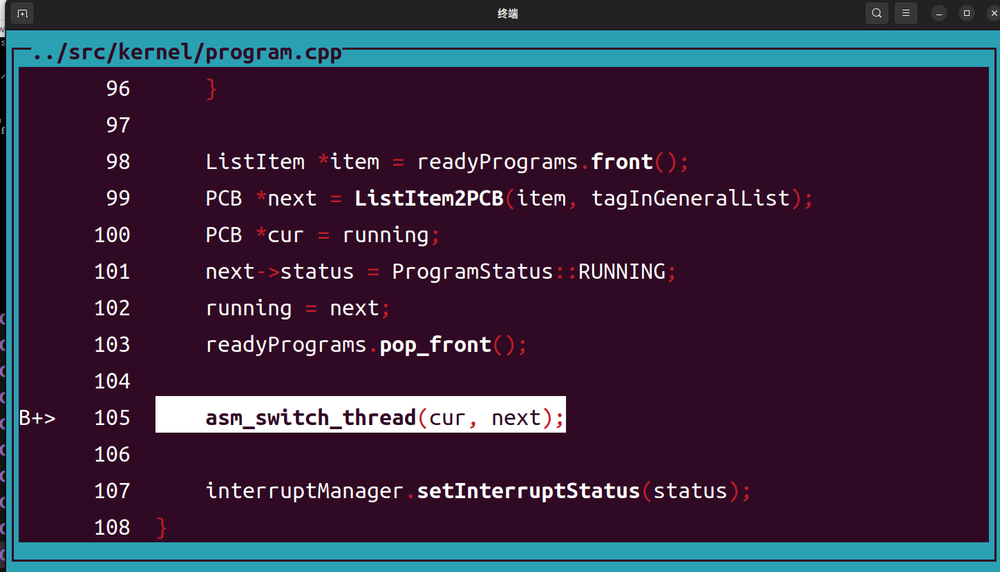 终端
../src/kernel/program.cpp
96 }
97
98 ListItem *item = readyPrograms.front();
99 PCB *next = ListItem2PCB(item, tagInGeneralList);
100 PCB *cur = running;
101 next->status = ProgramStatus::RUNNING;
102 running = next;
103 readyPrograms.pop_front();
104
B+> 105 asm_switch_thread(cur, next);
106
107 interruptManager.setInterruptStatus(status);
108 }